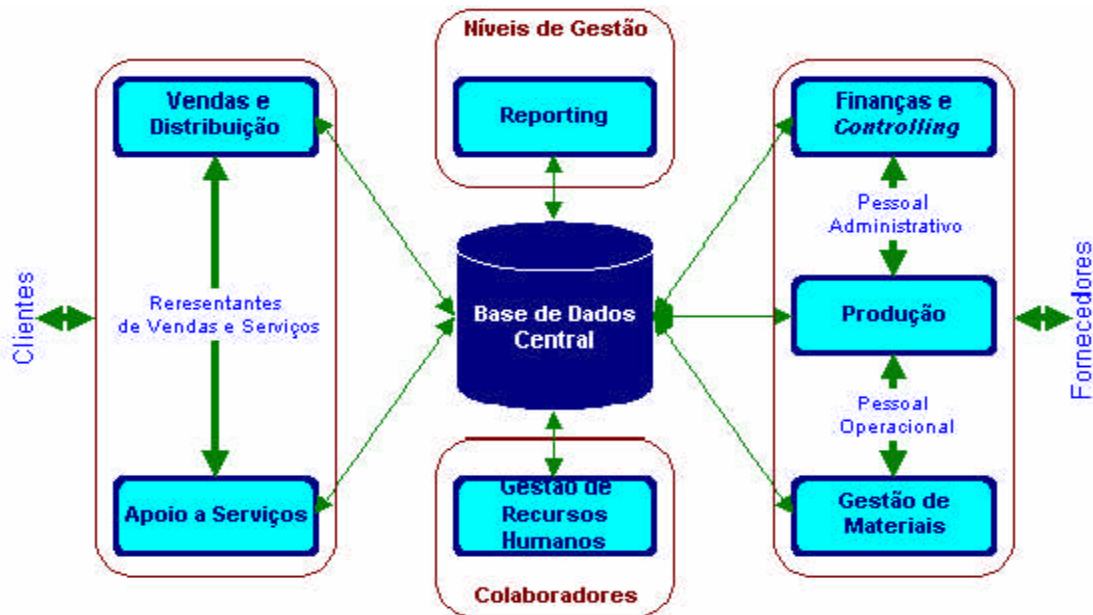 Níveis de Gestão
Vendas e
Distribuição
Reporting
Finanças e
Controlling
Pessoal
Administrativo
Clientes
Reresentantes
de Vendas e Serviços
Base de Dados
Central
Produção
Fornecedores
Pessoal
Operacional
Apoio a Serviços
Gestão de
Recursos
Humanos
Gestão de
Materiais
Colaboradores